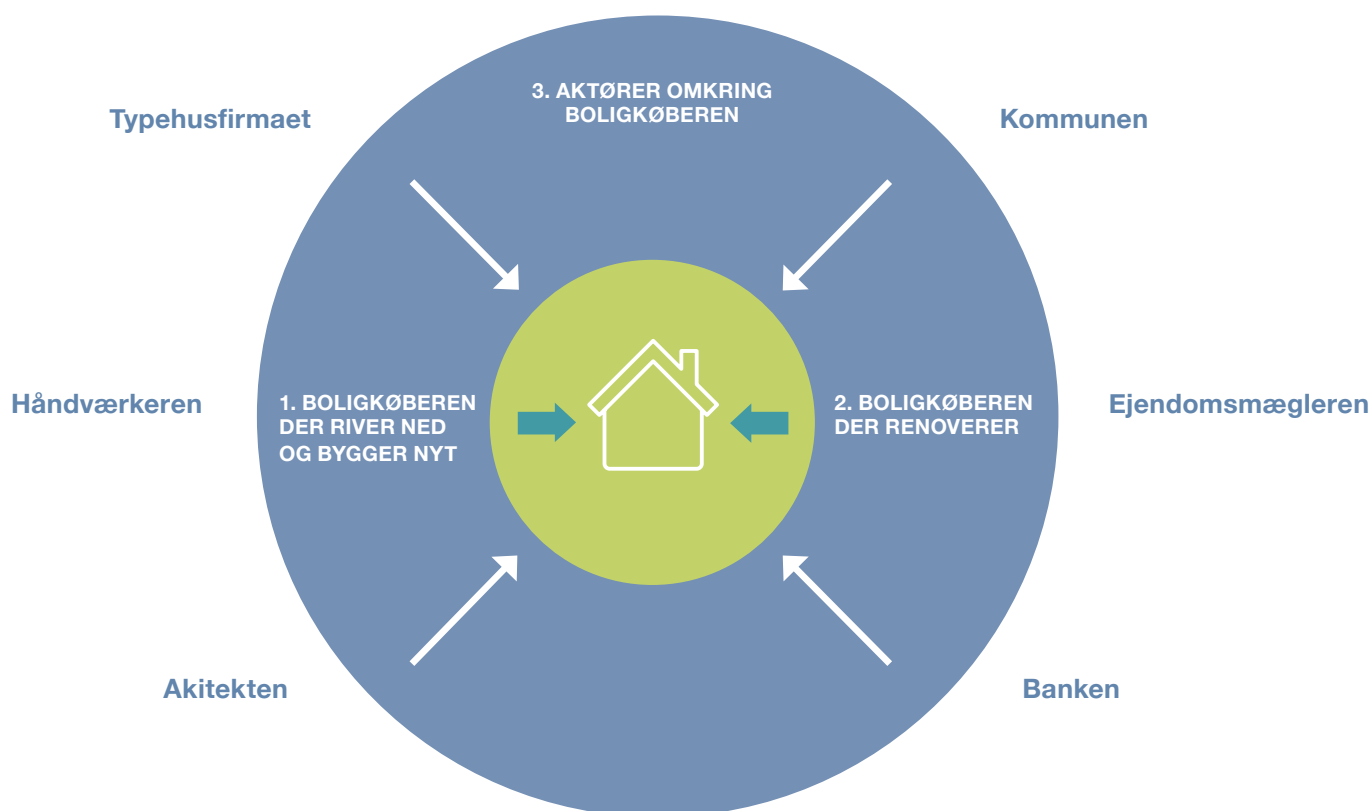 3. AKTØRER OMKRING
BOLIGKØBEREN
Typehusfirmaet
Kommunen
Håndværkeren
1. BOLIGKØBEREN
DER RIVER NED
OG BYGGER NYT
2. BOLIGKØBEREN
DER RENOVERER
Ejendomsmægleren
Akitekten
Banken